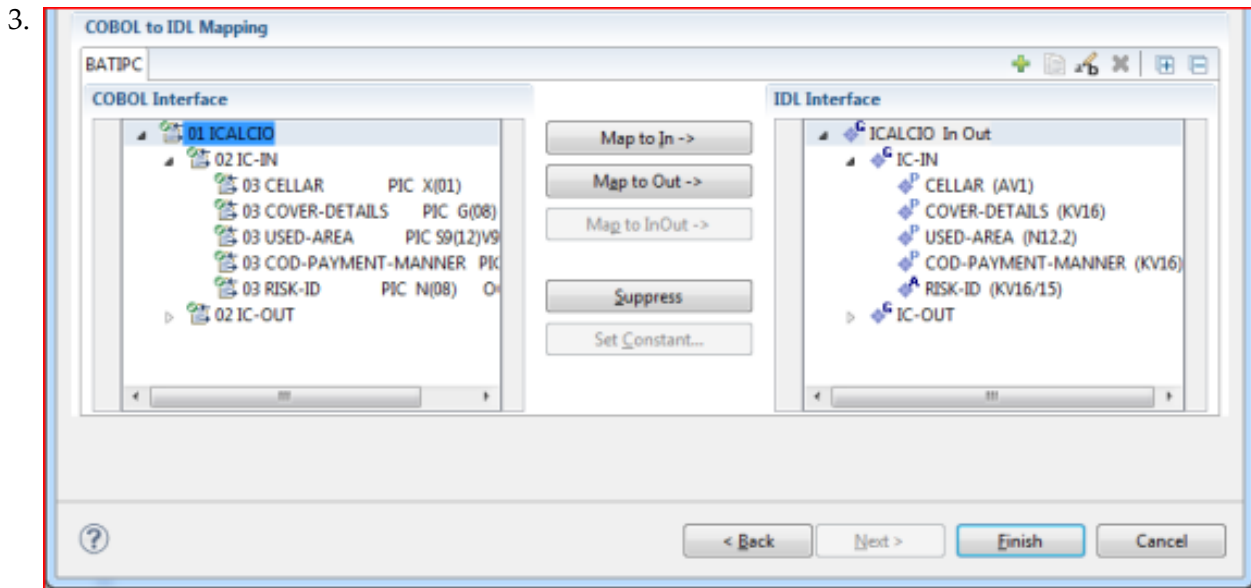 3.
COBOL to IDL Mapping
BATIPC
COBOL Interface
01 ICALCIO
02 IC-IN
03 CELLAR PIC X(01)
03 COVER-DETAILS PIC G(08)
03 USED-AREA PIC S9(12)V9
03 COD-PAYMENT-MANNER PIC
03 RISK-ID PIC N(08)
02 IC-OUT
Map to In ->
Map to Out ->
Map to InOut ->
Suppress
Set Constant...
IDL Interface
ICALCIO In Out
IC-IN
CELLAR (AV1)
COVER-DETAILS (KV16)
USED-AREA (N12.2)
COD-PAYMENT-MANNER (KV16)
RISK-ID (KV16/15)
IC-OUT
< Back
Next >
Finish
Cancel